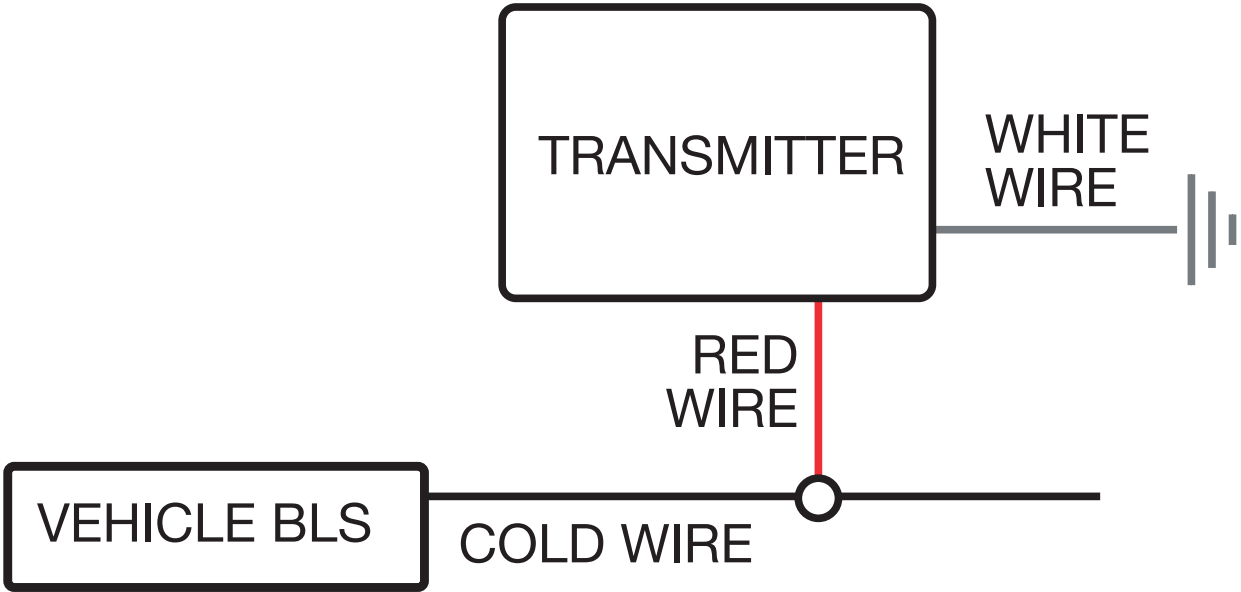 TRANSMITTER
WHITE
WIRE
RED
WIRE
VEHICLE BLS
COLD WIRE